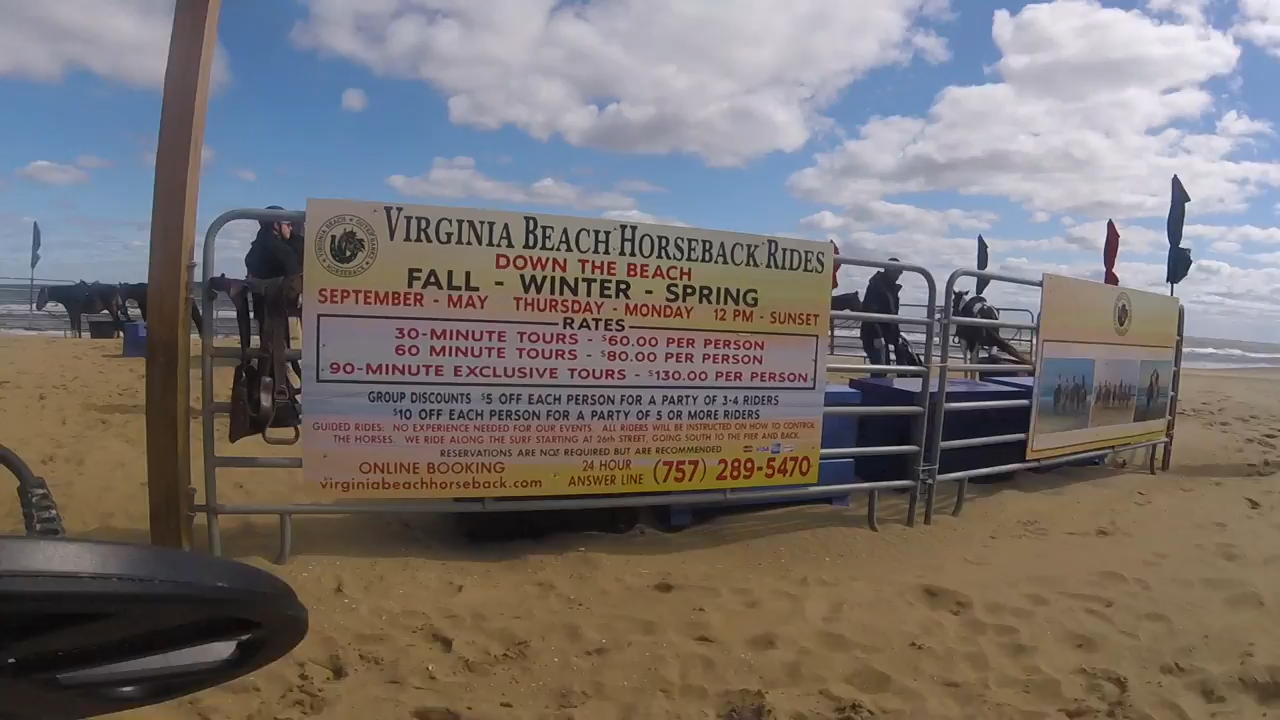 VIRGINIA BEACH HORSEBACK RIDES
VIRGINIA BEACH ★ OUTER BANKS ★
HORSEBACK
DOWN THE BEACH
FALL - WINTER - SPRING
SEPTEMBER - MAY THURSDAY - MONDAY 12 PM - SUNSET
RATES
30-MINUTE TOURS - $60.00 PER PERSON
60 MINUTE TOURS - $80.00 PER PERSON
90-MINUTE EXCLUSIVE TOURS - $130.00 PER PERSON
GROUP DISCOUNTS $5 OFF EACH PERSON FOR A PARTY OF 3-4 RIDERS
$10 OFF EACH PERSON FOR A PARTY OF 5 OR MORE RIDERS
GUIDED RIDES: NO EXPERIENCE NEEDED FOR OUR EVENTS. ALL RIDERS WILL BE INSTRUCTED ON HOW TO CONTROL
THE HORSES. WE RIDE ALONG THE SURF STARTING AT 26th STREET, GOING SOUTH TO THE PIER AND BACK.
RESERVATIONS ARE NOT REQUIRED BUT ARE RECOMMENDED
VISA
ONLINE BOOKING
virginiabeachhorseback.com
24 HOUR
ANSWER LINE
(757) 289-5470